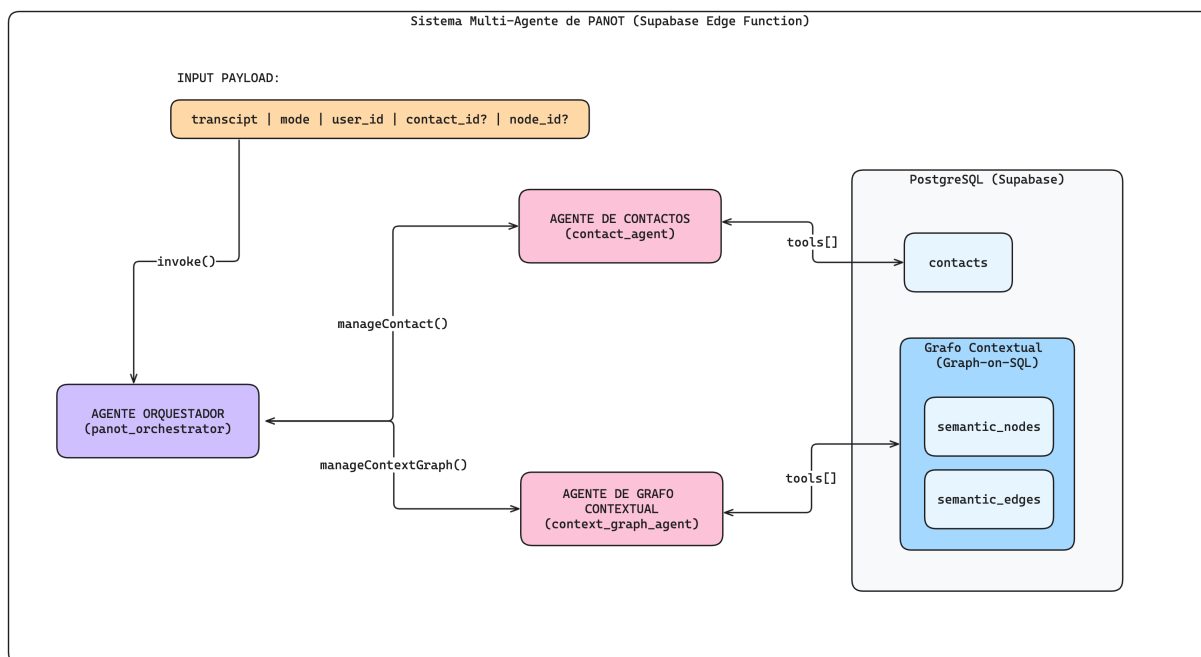 Sistema Multi-Agente de PANOT (Supabase Edge Function)
INPUT PAYLOAD:
transcipt | mode | user_id | contact_id? | node_id?
invoke()
AGENTE ORQUESTADOR
(panot_orchestrator)
manageContact()
manageContextGraph()
AGENTE DE CONTACTOS
(contact_agent)
AGENTE DE GRAFO
CONTEXTUAL
(context_graph_agent)
tools[]
tools[]
PostgreSQL (Supabase)
contacts
Grafo Contextual
(Graph-on-SQL)
semantic_nodes
semantic_edges